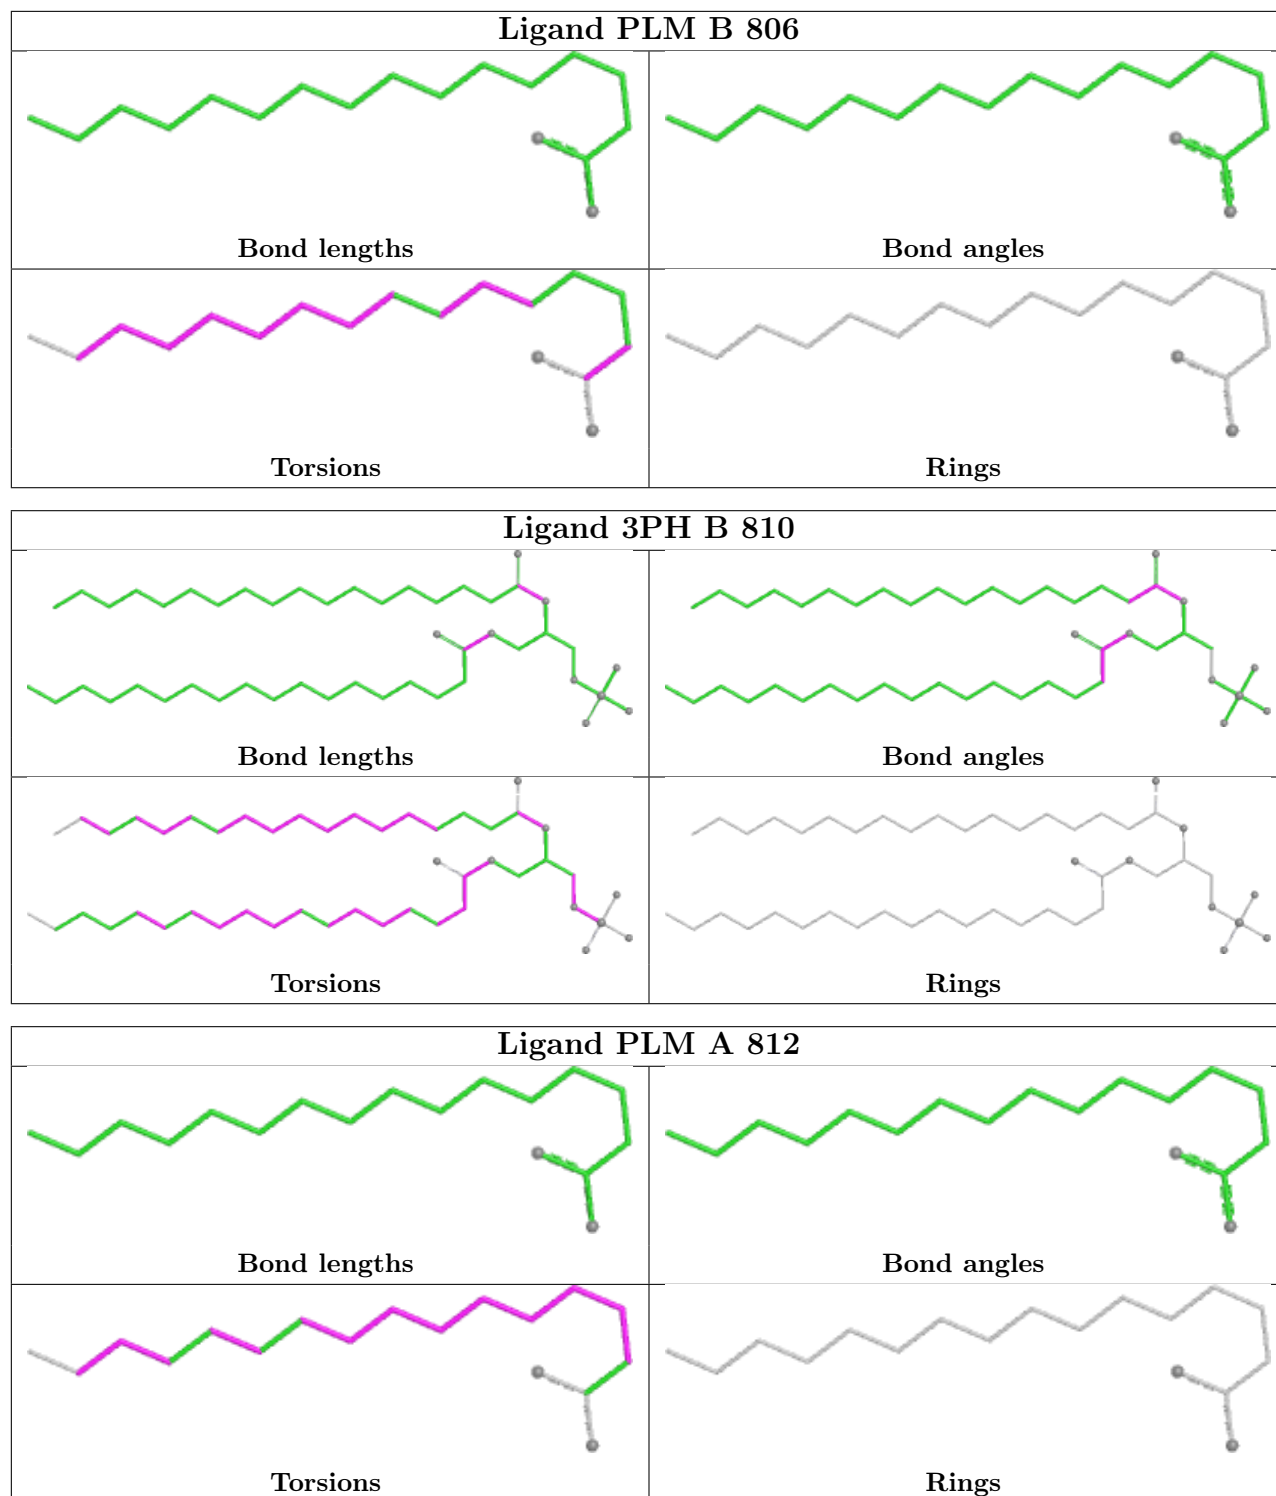 Ligand PLM B 806
Bond lengths
Bond angles
Torsions
Rings
Ligand 3PH B 810
Bond lengths
Bond angles
Torsions
Rings
Ligand PLM A 812
Bond lengths
Bond angles
Torsions
Rings